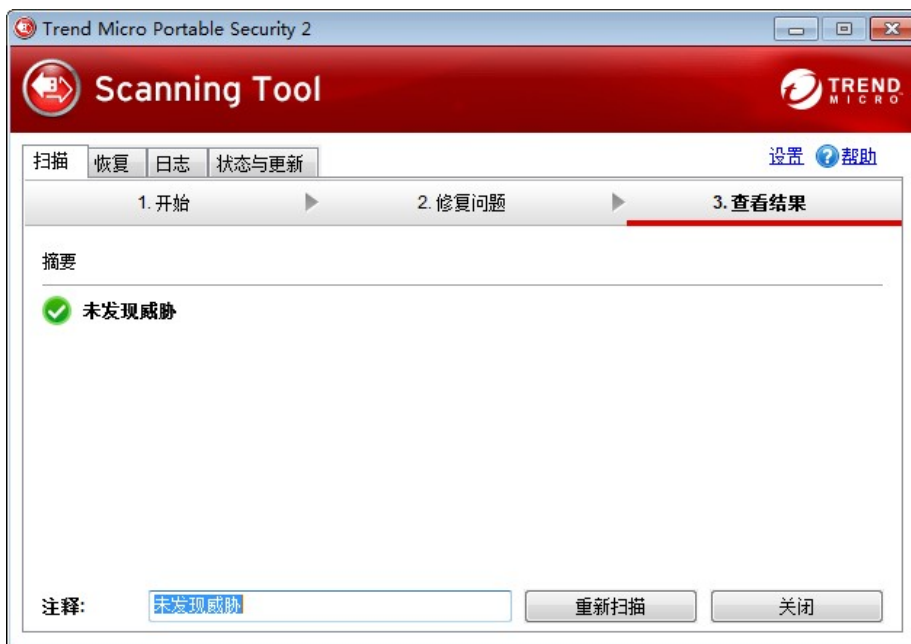 Trend Micro Portable Security 2
Scanning Tool
TREND
MICRO
扫描 恢复 日志 状态与更新 设置 帮助
1. 开始 2. 修复问题 3. 查看结果
摘要
未发现威胁
注释: 未发现威胁 重新扫描 关闭